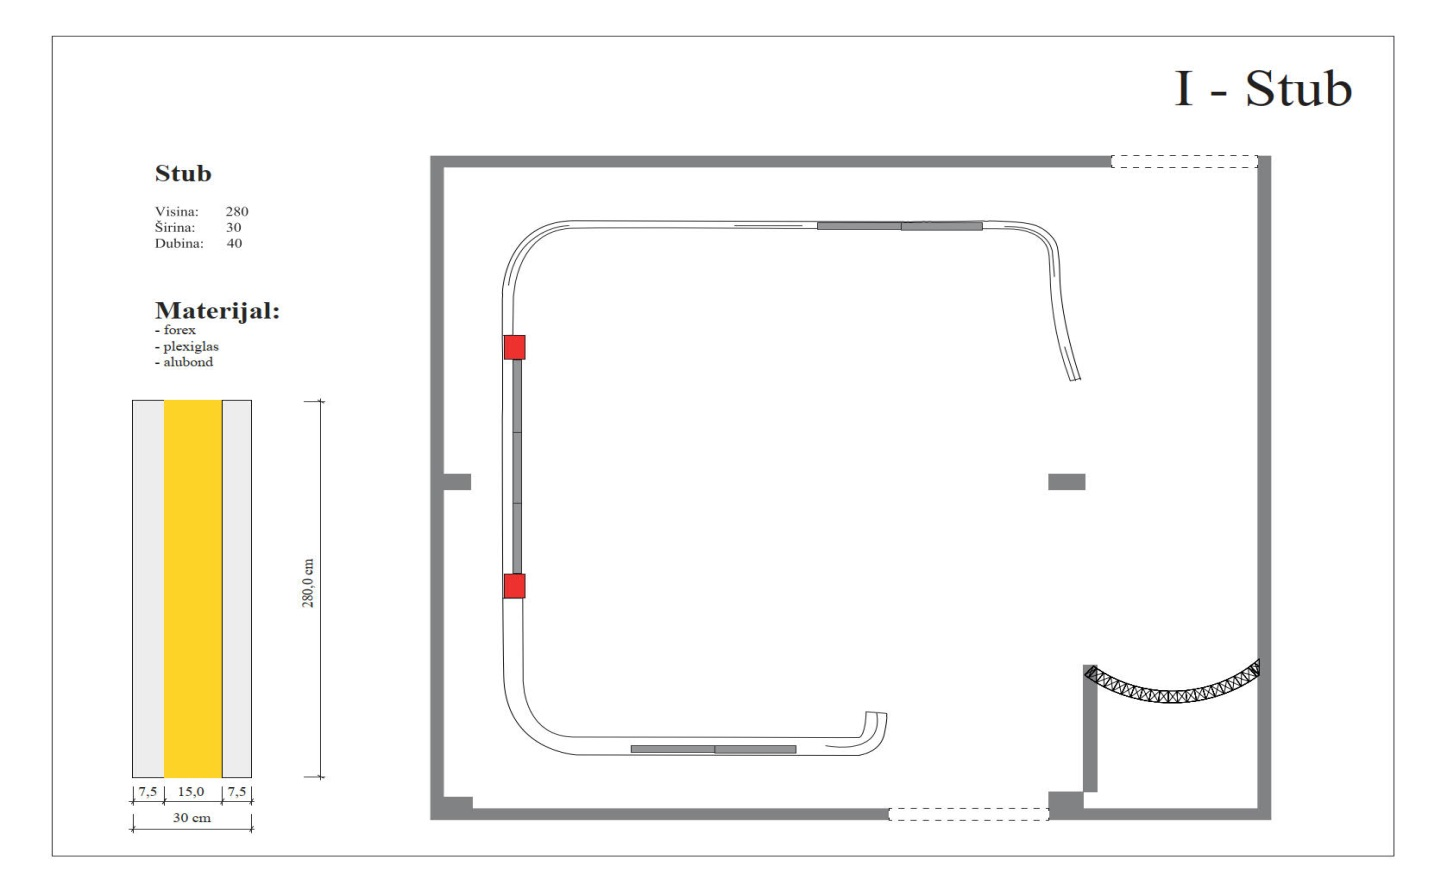 I - Stub
Stub
Visina: 280
Širina: 30
Dubina: 40
Materijal:
- forex
- plexiglas
- alubond
280,0 cm
7,5 15,0 7,5
30 cm